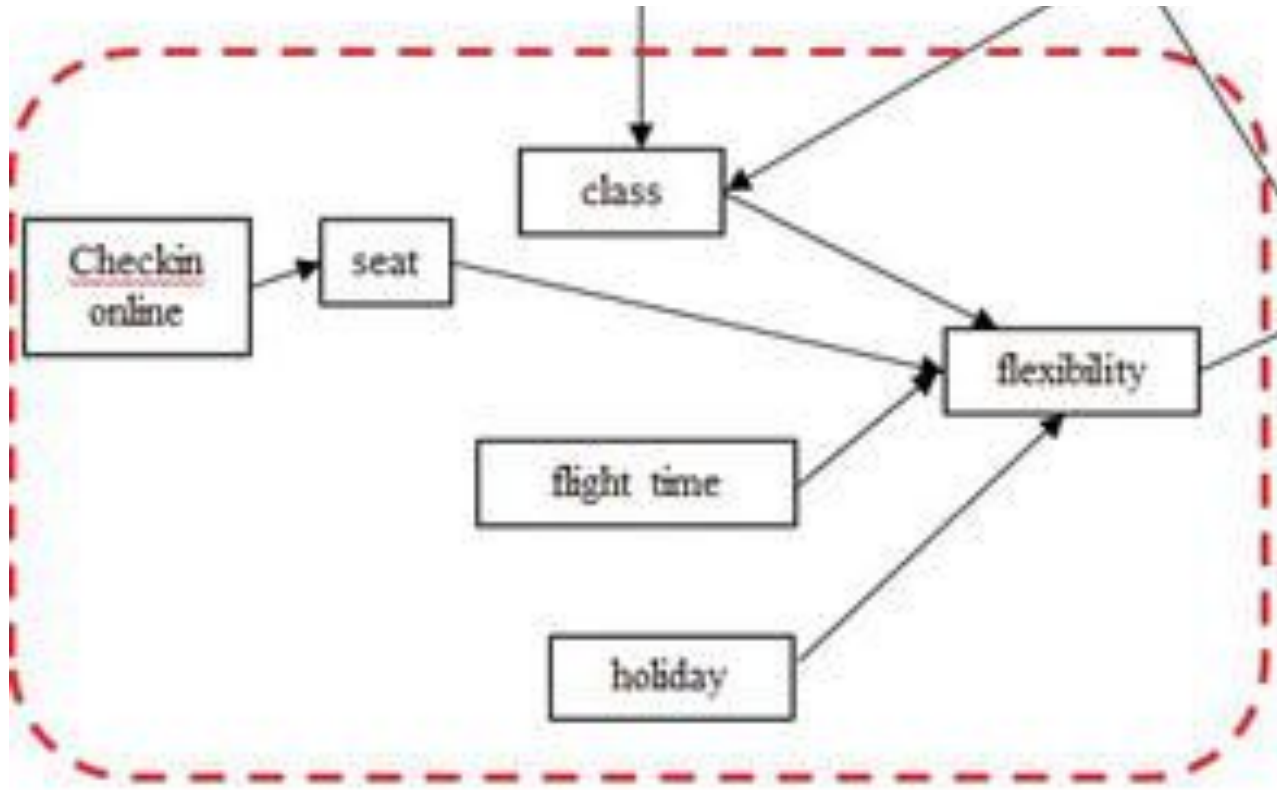 class
Checkin
online
seat
flexibility
flight time
holiday